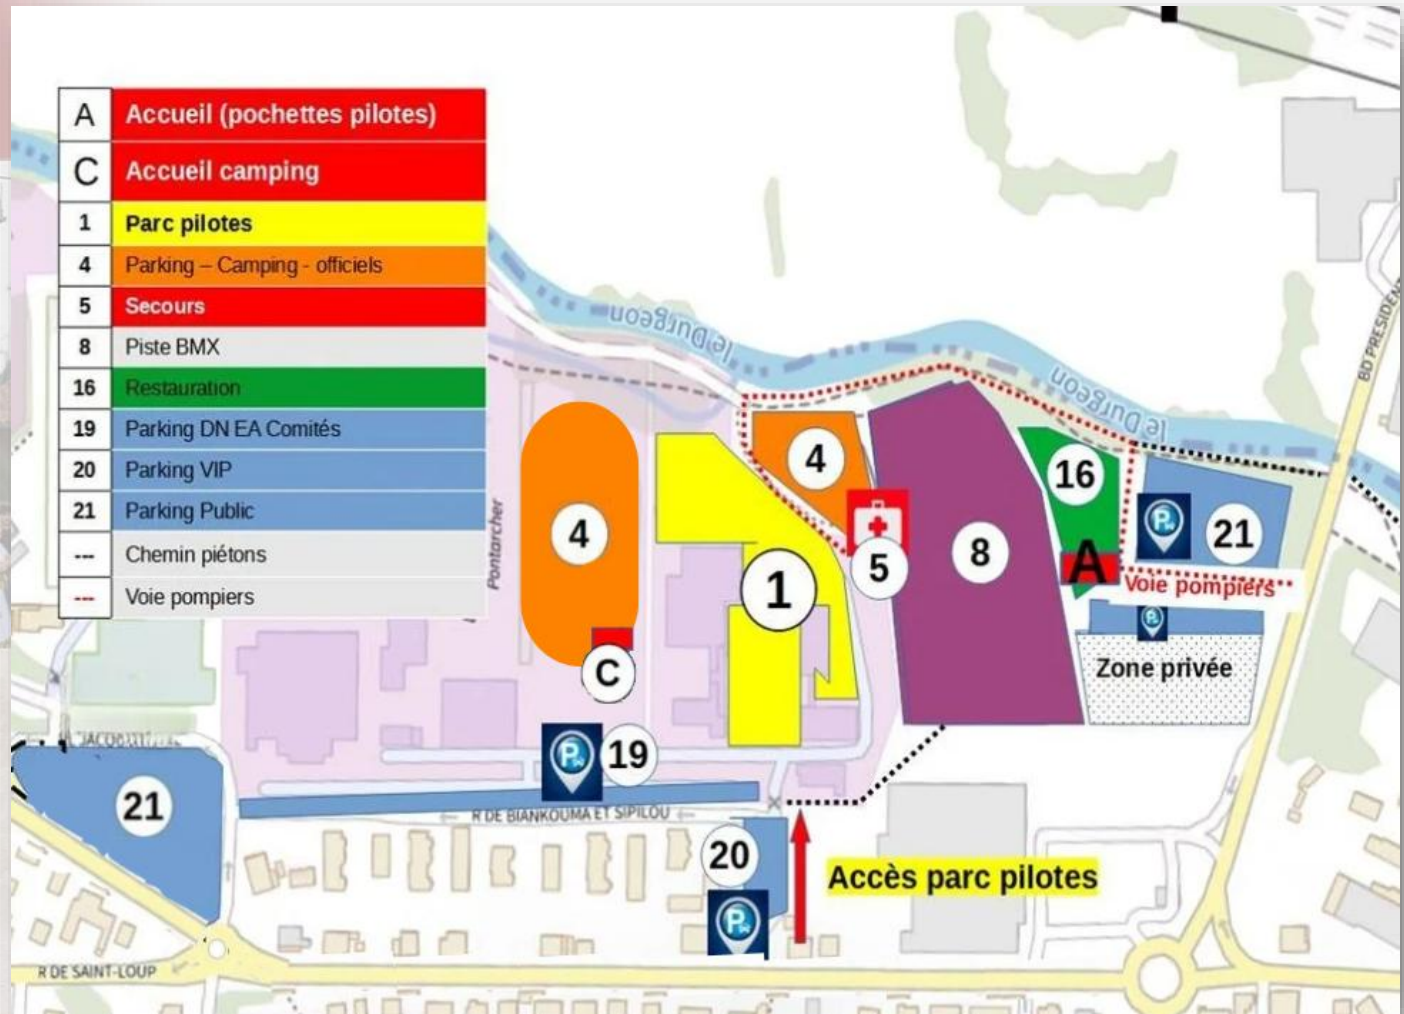 A Accueil (pochettes pilotes)
C Accueil camping
1 Parc pilotes
4 Parking – Camping - officiels
5 Secours
8 Piste BMX
16 Restauration
19 Parking DN EA Comités
20 Parking VIP
21 Parking Public
--- Chemin piétons
--- Voie pompiers
le Durgeon
le Durgeon
BD PRESIDENT
Pontarcher
4
4
16
21
1
5
8
A
Voie pompiers
C
Zone privée
19
21
R DE BIANKOUMA ET SIPILOU
20
Accès parc pilotes
R DE SAINT-LOUP